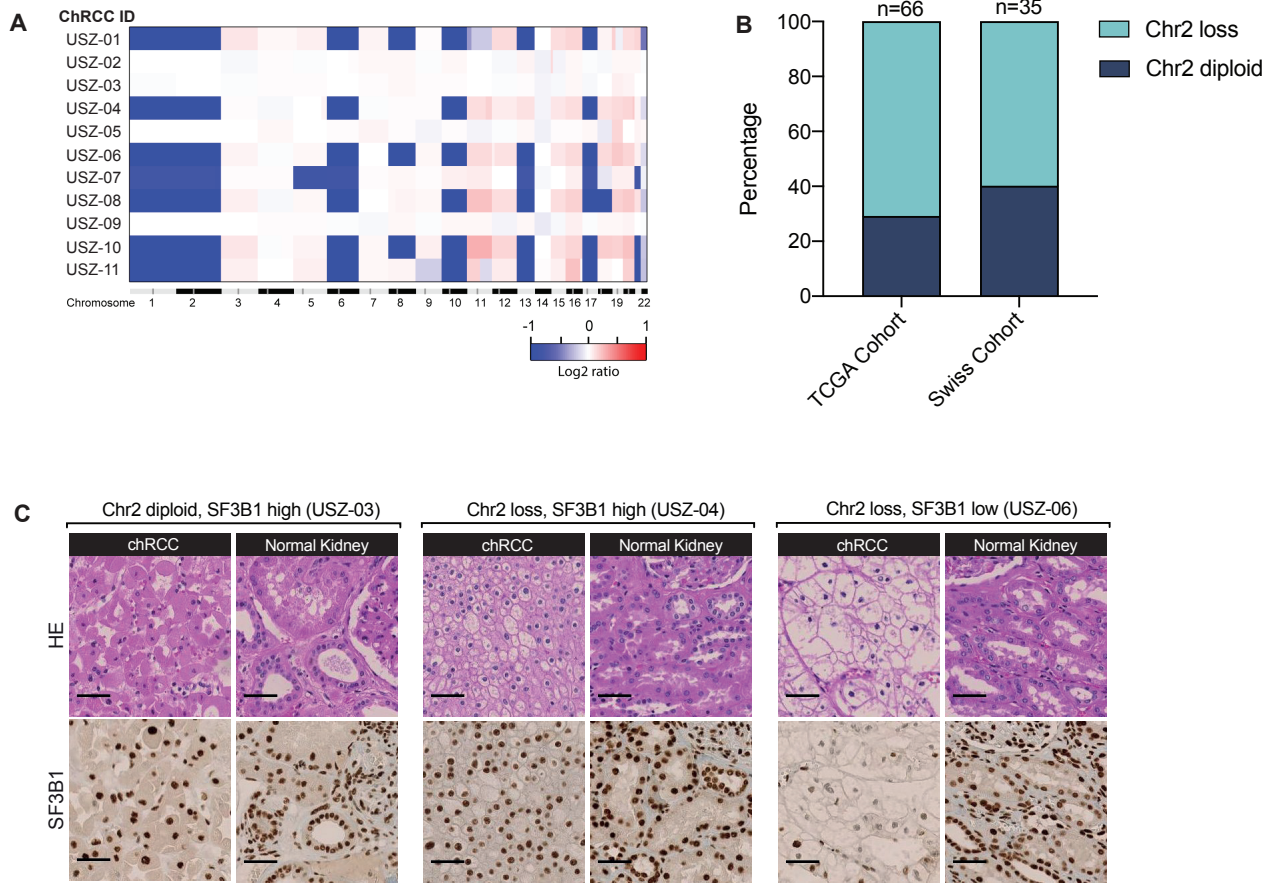 A
ChRCC ID
USZ-01
USZ-02
USZ-03
USZ-04
USZ-05
USZ-06
USZ-07
USZ-08
USZ-09
USZ-10
USZ-11
Chromosome 1 2 3 4 5 6 7 8 9 10 11 12 13 14 15 16 17 19 22
-1 0 1
Log2 ratio
B
n=66 n=35
Chr2 loss
Chr2 diploid
Percentage
100
80
60
40
20
0
TCGA Cohort
Swiss Cohort
C
Chr2 diploid, SF3B1 high (USZ-03)
chRCC Normal Kidney
Chr2 loss, SF3B1 high (USZ-04)
chRCC Normal Kidney
Chr2 loss, SF3B1 low (USZ-06)
chRCC Normal Kidney
HE
SF3B1